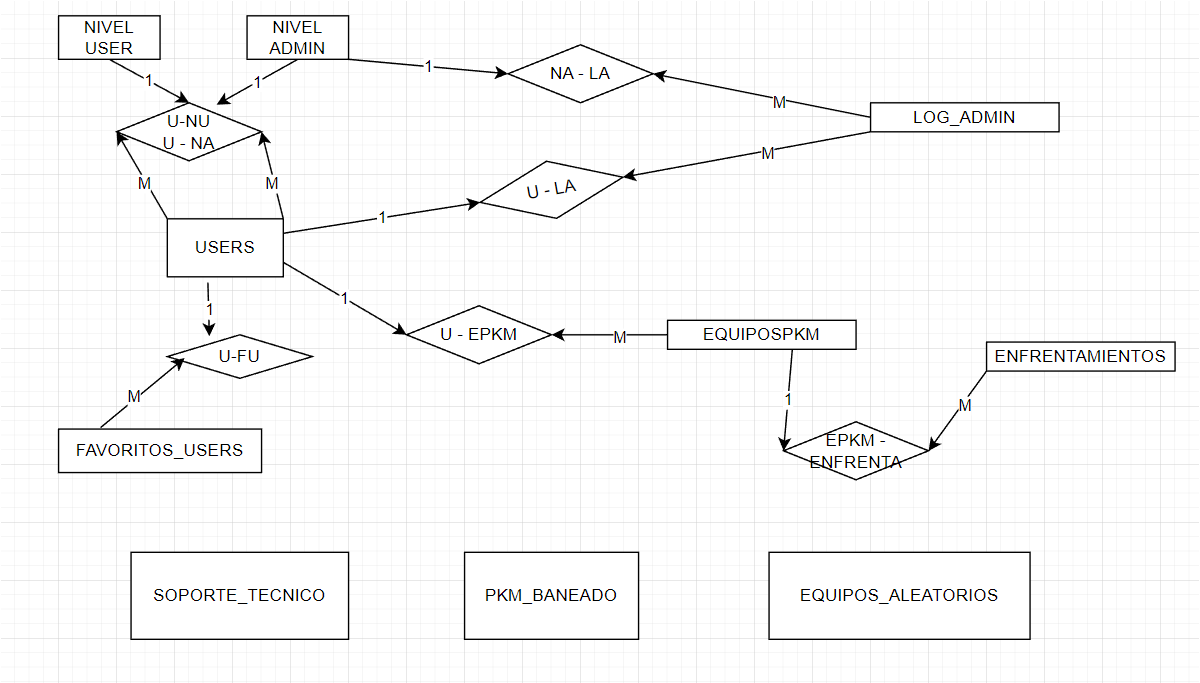 NIVEL
USER
NIVEL
ADMIN
1
1
1
NA - LA
M
LOG_ADMIN
U-NU
U - NA
M
M
M
U - LA
1
USERS
1
1
U - EPKM
M
EQUIPOSPKM
U-FU
ENFRENTAMIENTOS
M
1
M
FAVORITOS_USERS
EPKM -
ENFRENTA
SOPORTE_TECNICO
PKM_BANEADO
EQUIPOS_ALEATORIOS